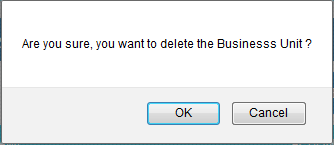 Are you sure, you want to delete the Businesss Unit ?
OK
Cancel